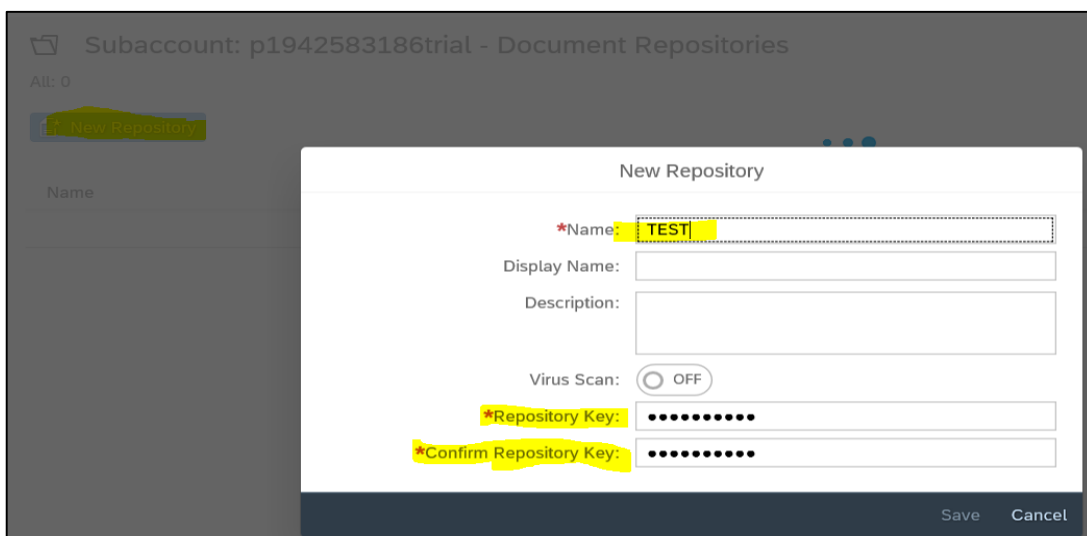 Subaccount: p1942583186trial - Document Repositories
All: 0
New Repository
Name
New Repository
*Name: TEST
Display Name:
Description:
Virus Scan: OFF
*Repository Key: ••••••••••
*Confirm Repository Key: ••••••••••
Save Cancel